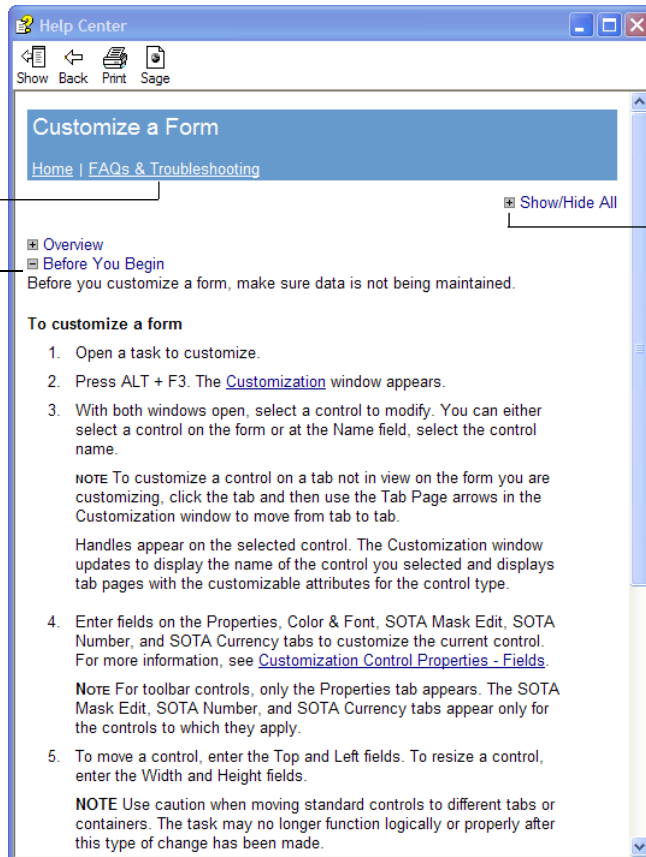 Help Center
Show Back Print Sage
Customize a Form
Home | FAQs & Troubleshooting
Show/Hide All
Overview
Before You Begin
Before you customize a form, make sure data is not being maintained.
To customize a form
1. Open a task to customize.
2. Press ALT + F3. The Customization window appears.
3. With both windows open, select a control to modify. You can either
select a control on the form or at the Name field, select the control
name.
NOTE To customize a control on a tab not in view on the form you are
customizing, click the tab and then use the Tab Page arrows in the
Customization window to move from tab to tab.
Handles appear on the selected control. The Customization window
updates to display the name of the control you selected and displays
tab pages with the customizable attributes for the control type.
4. Enter fields on the Properties, Color & Font, SOTA Mask Edit, SOTA
Number, and SOTA Currency tabs to customize the current control.
For more information, see Customization Control Properties - Fields.
NOTE For toolbar controls, only the Properties tab appears. The SOTA
Mask Edit, SOTA Number, and SOTA Currency tabs appear only for
the controls to which they apply.
5. To move a control, enter the Top and Left fields. To resize a control,
enter the Width and Height fields.
NOTE Use caution when moving standard controls to different tabs or
containers. The task may no longer function logically or properly after
this type of change has been made.